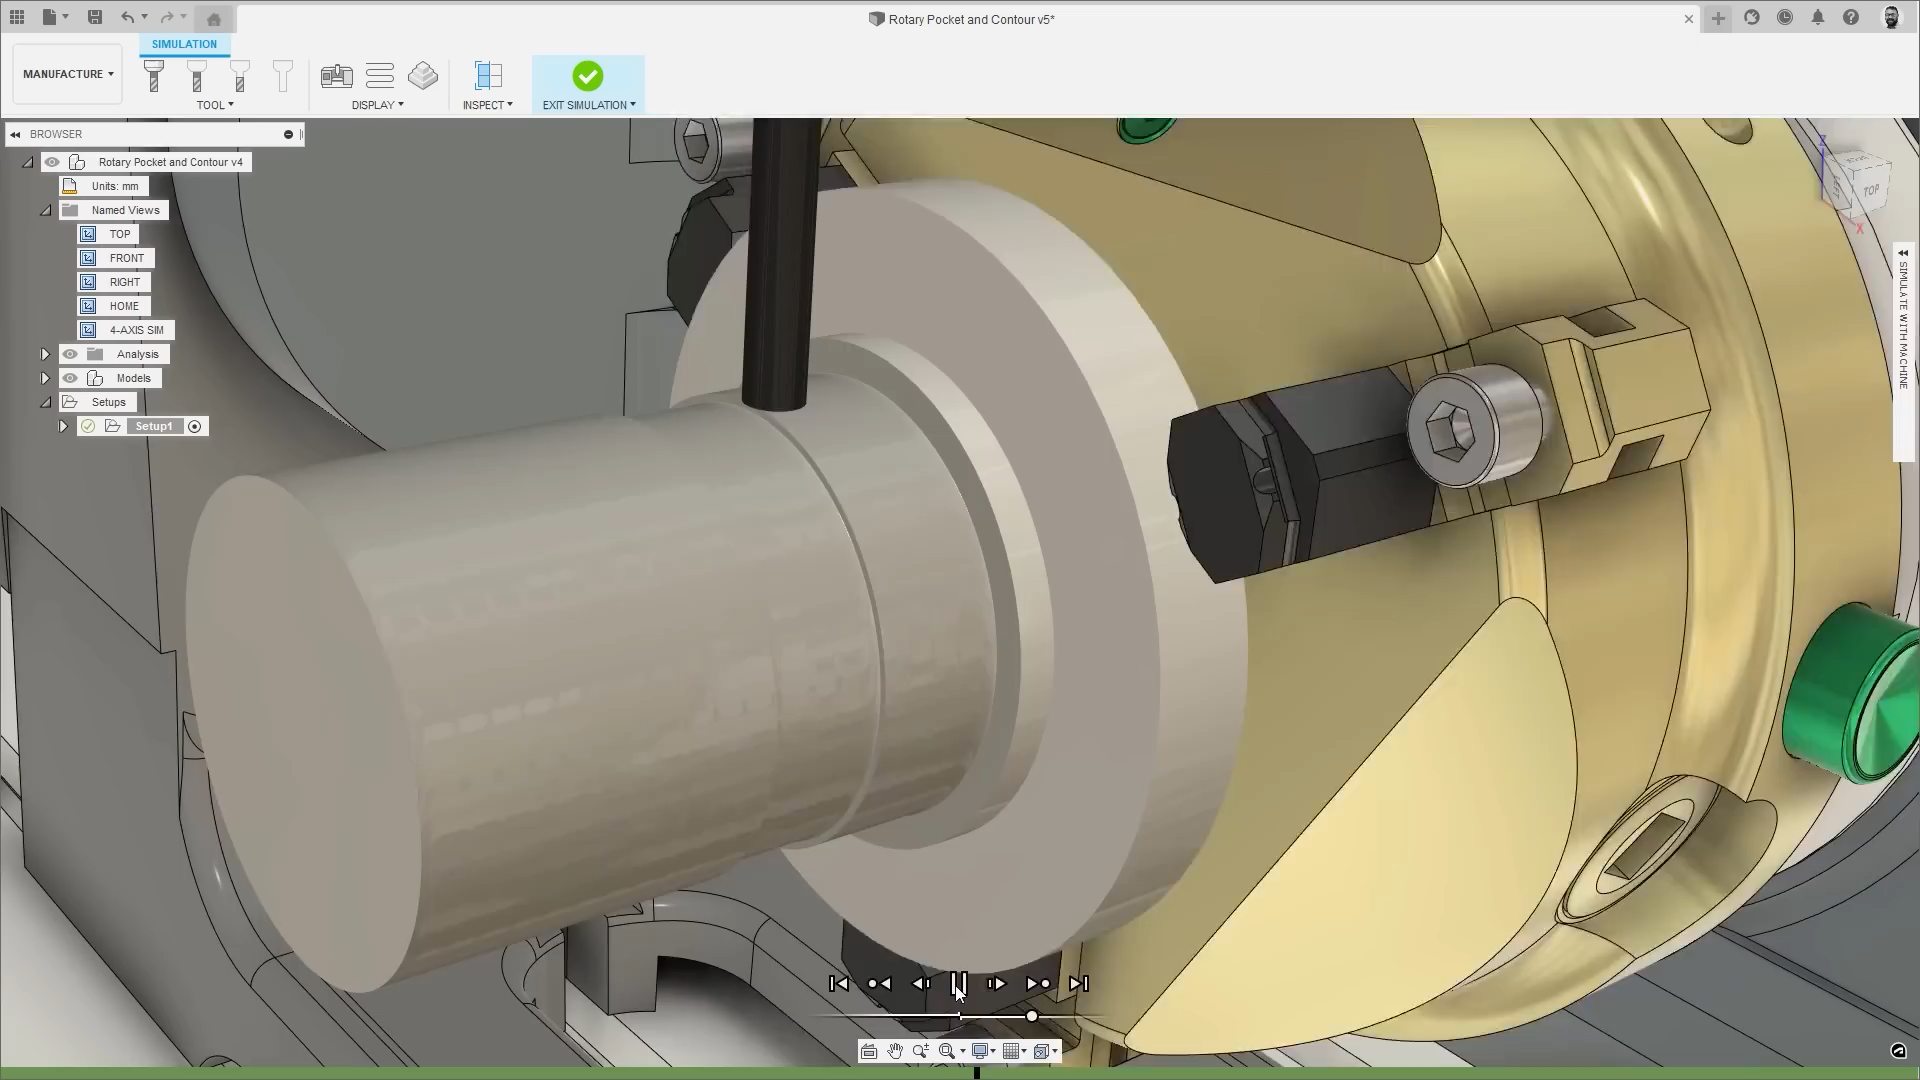 Rotary Pocket and Contour v5*
MANUFACTURE
SIMULATION
TOOL
DISPLAY
INSPECT
EXIT SIMULATION
BROWSER
Rotary Pocket and Contour v4
Units: mm
Named Views
TOP
FRONT
RIGHT
HOME
4-AXIS SIM
Analysis
Models
Setups
Setup1
Z
TOP
X
SIMULATE WITH MACHINE